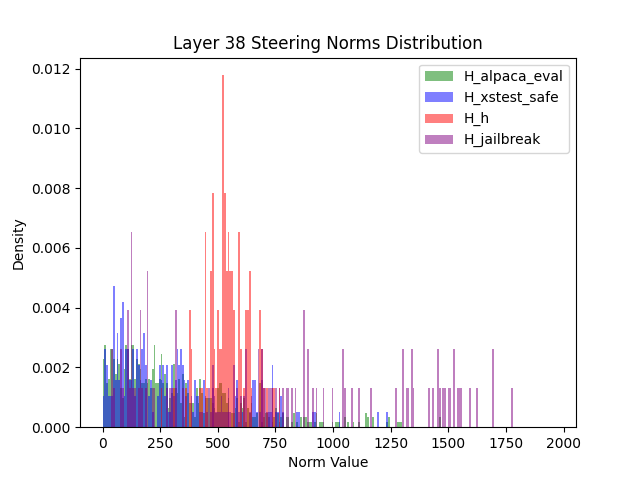 Layer 38 Steering Norms Distribution
H_alpaca_eval
H_xstest_safe
H_h
H_jailbreak
0.012
0.010
0.008
0.006
0.004
0.002
0.000
Density
0 250 500 750 1000 1250 1500 1750 2000
Norm Value